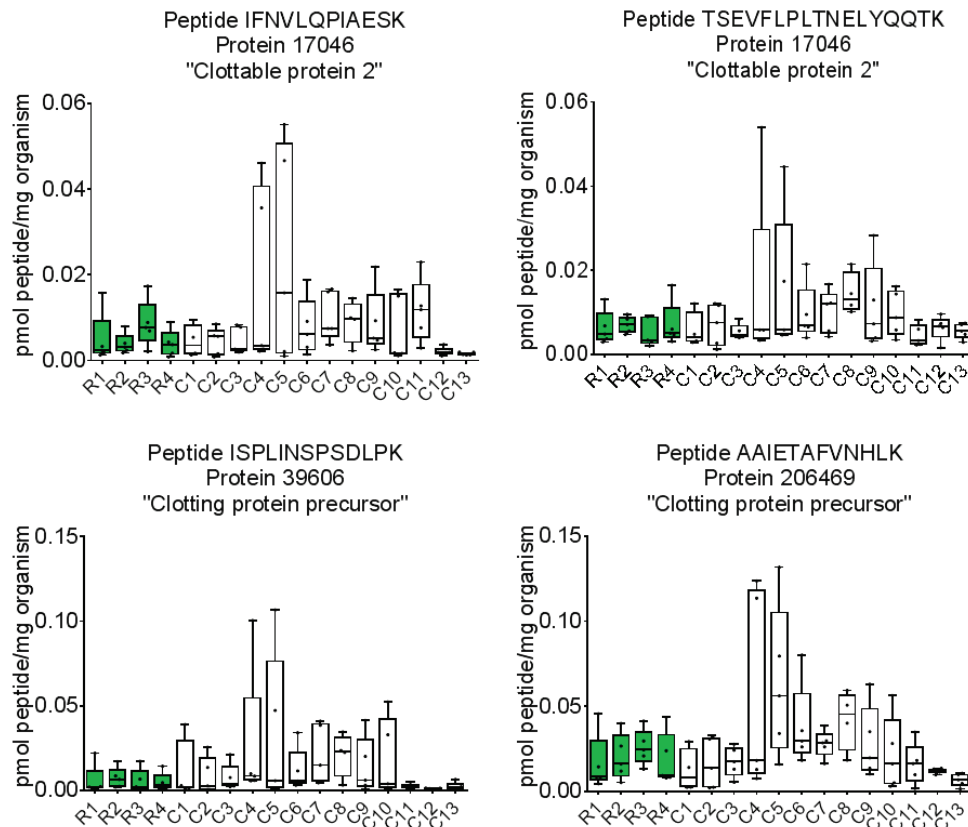 Peptide IFNVLQPIAESK
Protein 17046
"Clottable protein 2"
pmol peptide/mg organism
0.06
0.04
0.02
0.00
R1 R2 R3 R4 C1 C2 C3 C4 C5 C6 C7 C8 C9 C10 C11 C12 C13
Peptide TSEVFLPLTNELYQQTK
Protein 17046
"Clottable protein 2"
pmol peptide/mg organism
0.06
0.04
0.02
0.00
R1 R2 R3 R4 C1 C2 C3 C4 C5 C6 C7 C8 C9 C10 C11 C12 C13
Peptide ISPLINSPSDLPK
Protein 39606
"Clotting protein precursor"
pmol peptide/mg organism
0.15
0.10
0.05
0.00
R1 R2 R3 R4 C1 C2 C3 C4 C5 C6 C7 C8 C9 C10 C11 C12 C13
Peptide AAIETAFVNHLK
Protein 206469
"Clotting protein precursor"
pmol peptide/mg organism
0.15
0.10
0.05
0.00
R1 R2 R3 R4 C1 C2 C3 C4 C5 C6 C7 C8 C9 C10 C11 C12 C13